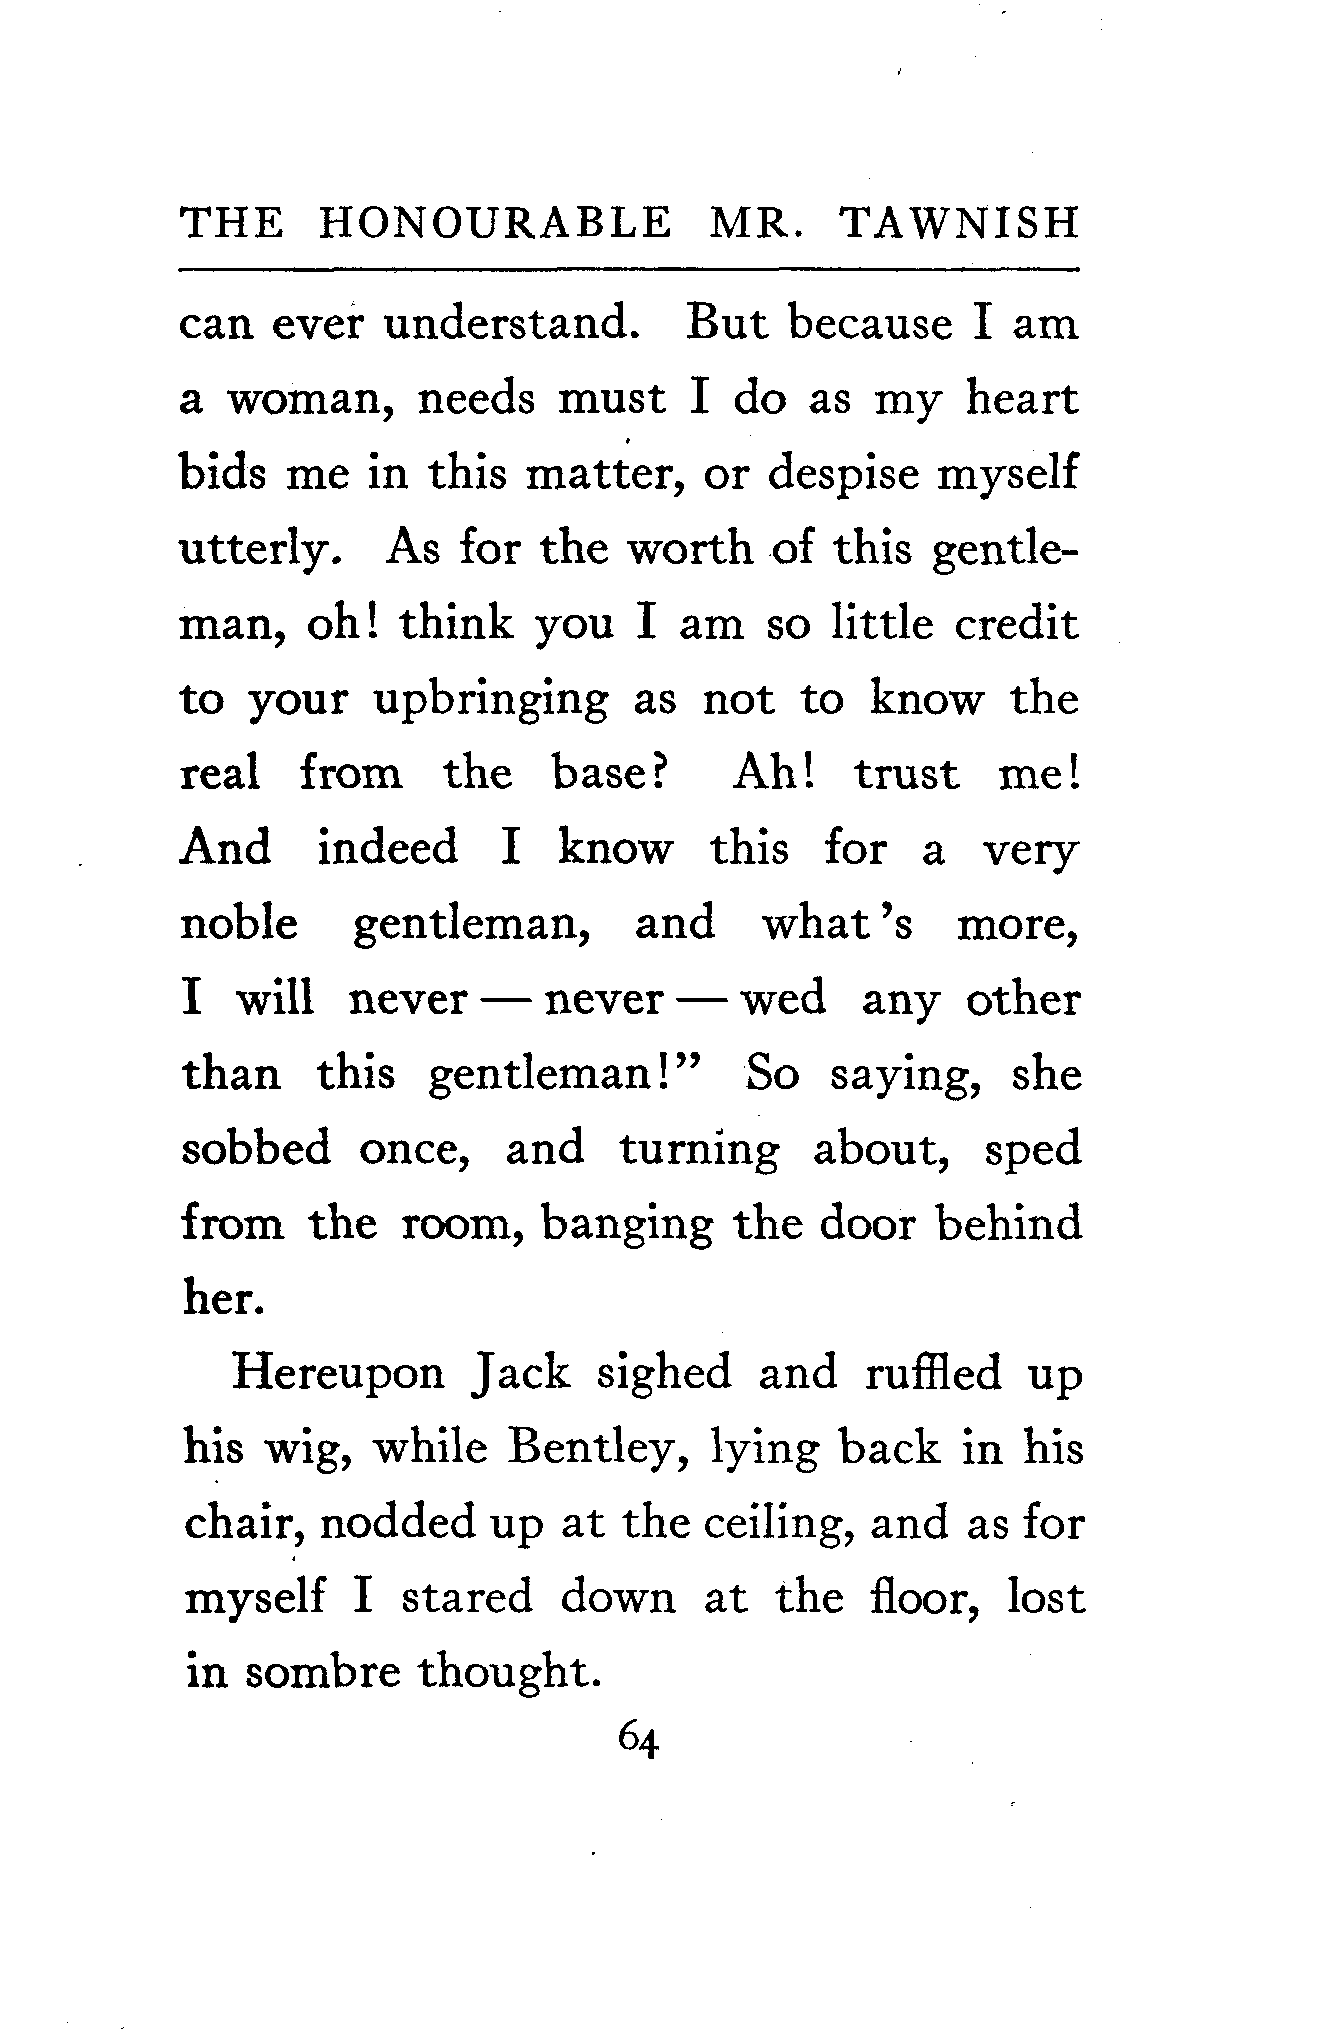 THE HONOURABLE MR. TAWNISH
can ever understand. But because I am
a woman, needs must I do as my heart
bids me in this matter, or despise myself
utterly. As for the worth of this gentle-
man, oh! think you I am so little credit
to your upbringing as not to know the
real from the base? Ah! trust me!
And indeed I know this for a very
noble gentleman, and what's more,
I will never — never — wed any other
than this gentleman!” So saying, she
sobbed once, and turning about, sped
from the room, banging the door behind
her.
Hereupon Jack sighed and ruffled up
his wig, while Bentley, lying back in his
chair, nodded up at the ceiling, and as for
myself I stared down at the floor, lost
in sombre thought.
64